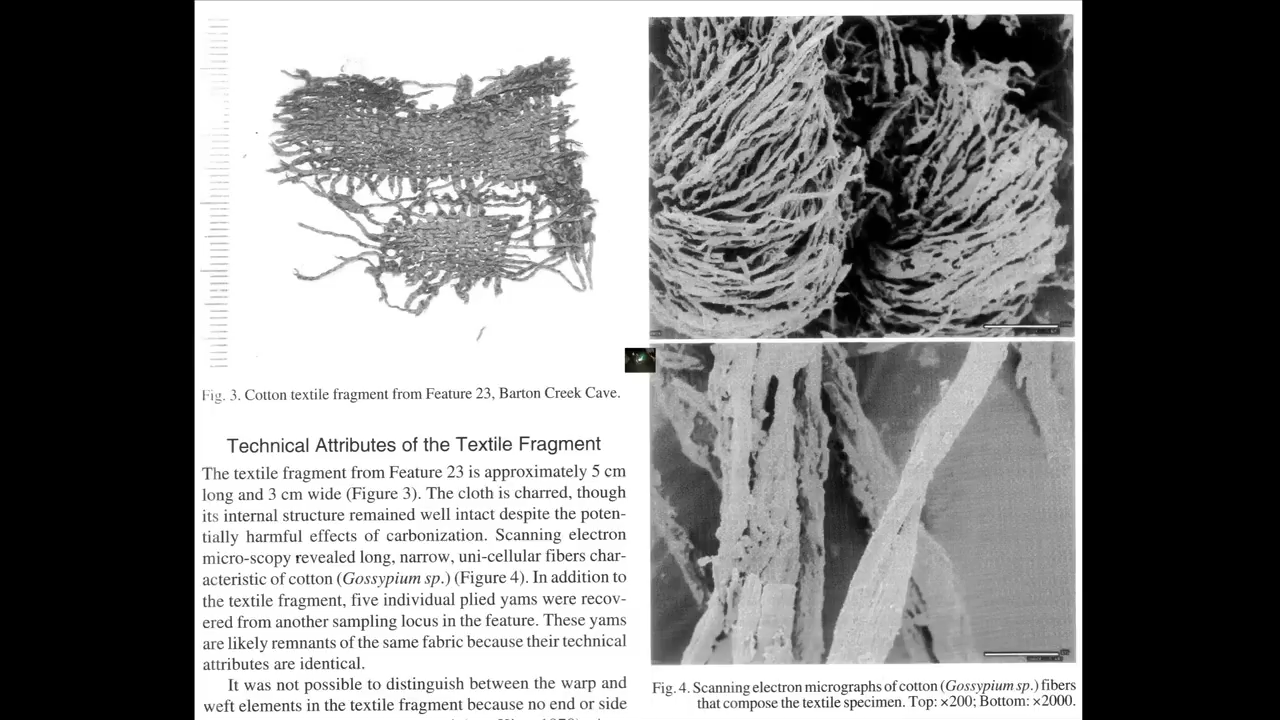 Fig. 3. Cotton textile fragment from Feature 23, Barton Creek Cave.
Technical Attributes of the Textile Fragment
The textile fragment from Feature 23 is approximately 5 cm
long and 3 cm wide (Figure 3). The cloth is charred, though
its internal structure remained well intact despite the poten-
tially harmful effects of carbonization. Scanning electron
micro-scopy revealed long, narrow, uni-cellular fibers char-
acteristic of cotton (Gossypium sp.) (Figure 4). In addition to
the textile fragment, five individual plied yams were recov-
ered from another sampling locus in the feature. These yams
are likely remnants of the same fabric because their technical
attributes are identical.
It was not possible to distinguish between the warp and
weft elements in the textile fragment because no end or side
Fig. 4. Scanning electron micrographs of cotton (Gossypium sp.) fibers
that compose the textile specimen. Top: ×200; Bottom: ×2000.